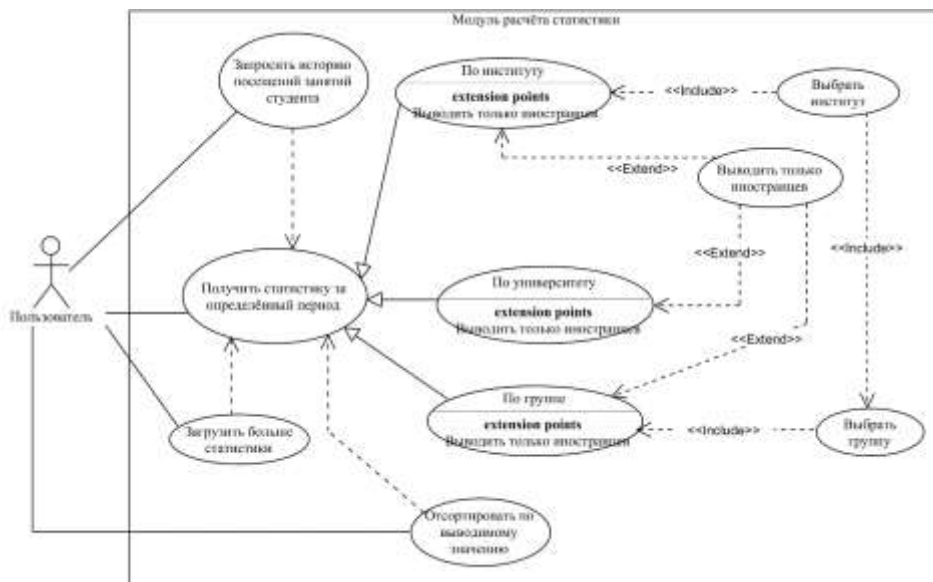 Модуль расчёта статистики
Запросить историю
посещений занятий
студента
По институту
extension points
Выводить только иностранцев
<<Include>>
Выбрать
институт
<<Extend>>
Выводить только
иностранцев
Пользователь
Получить статистику за
определённый период
По университету
extension points
Выводить только иностранцев
<<Extend>>
<<Include>>
<<Extend>>
По группе
extension points
Выводить только иностранцев
<<Include>>
Выбрать
группу
Загрузить больше
статистики
Отсортировать по
выводимому
значению